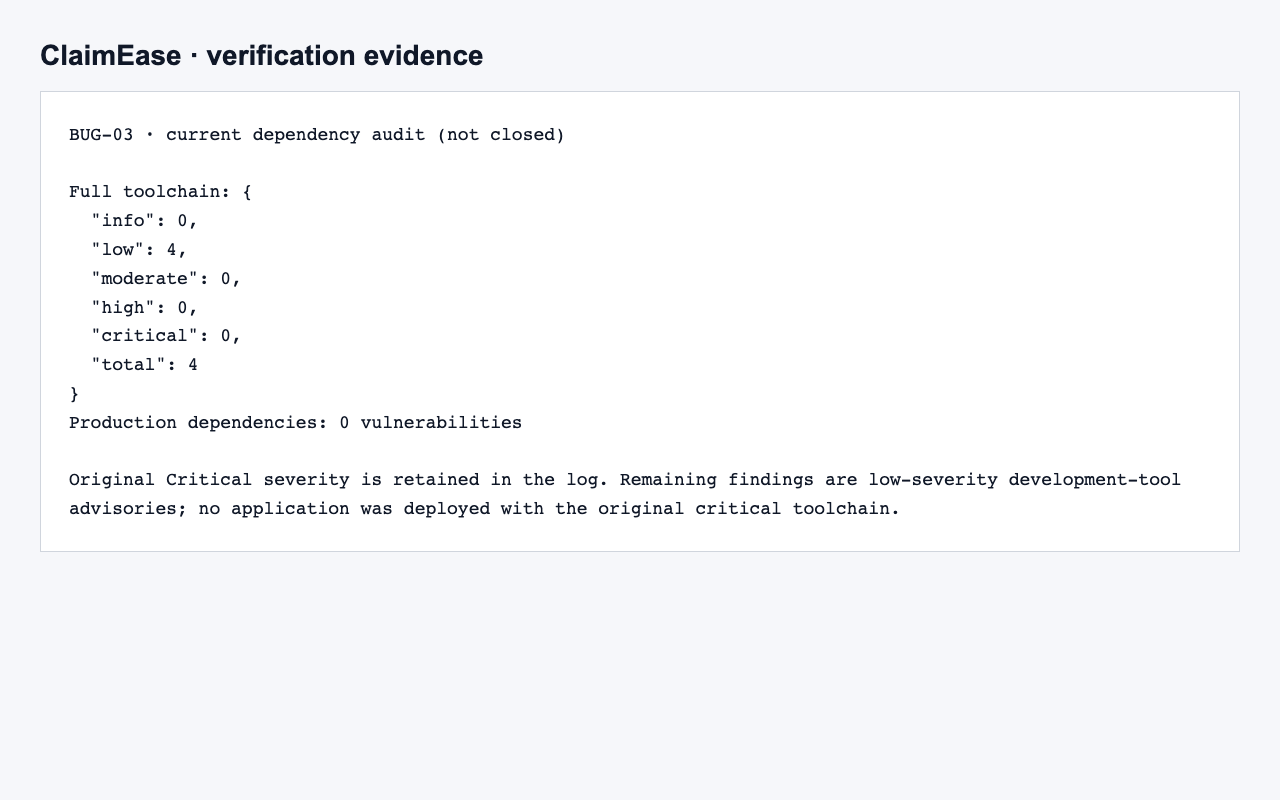 ClaimEase · verification evidence
BUG-03 · current dependency audit (not closed)
Full toolchain: {
  "info": 0,
  "low": 4,
  "moderate": 0,
  "high": 0,
  "critical": 0,
  "total": 4
}
Production dependencies: 0 vulnerabilities
Original Critical severity is retained in the log. Remaining findings are low-severity development-tool
advisories; no application was deployed with the original critical toolchain.